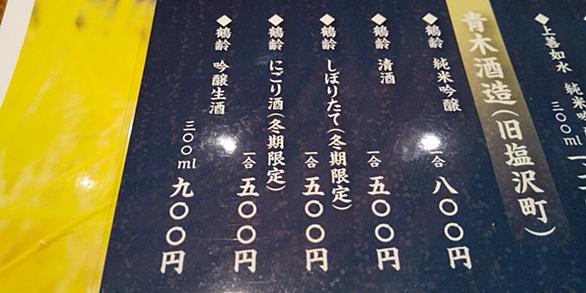 ◆上善如水 純米
三〇〇ml 一二
青木酒造(旧塩沢町)
◆鶴齢 純米吟醸
一合 八〇〇円
◆鶴齢 清酒
一合 五〇〇円
◆鶴齢 しぼりたて(冬期限定)
一合 五〇〇円
◆鶴齢 にごり酒(冬期限定)
一合 五〇〇円
◆鶴齢 吟醸生酒
三〇〇ml 九〇〇円